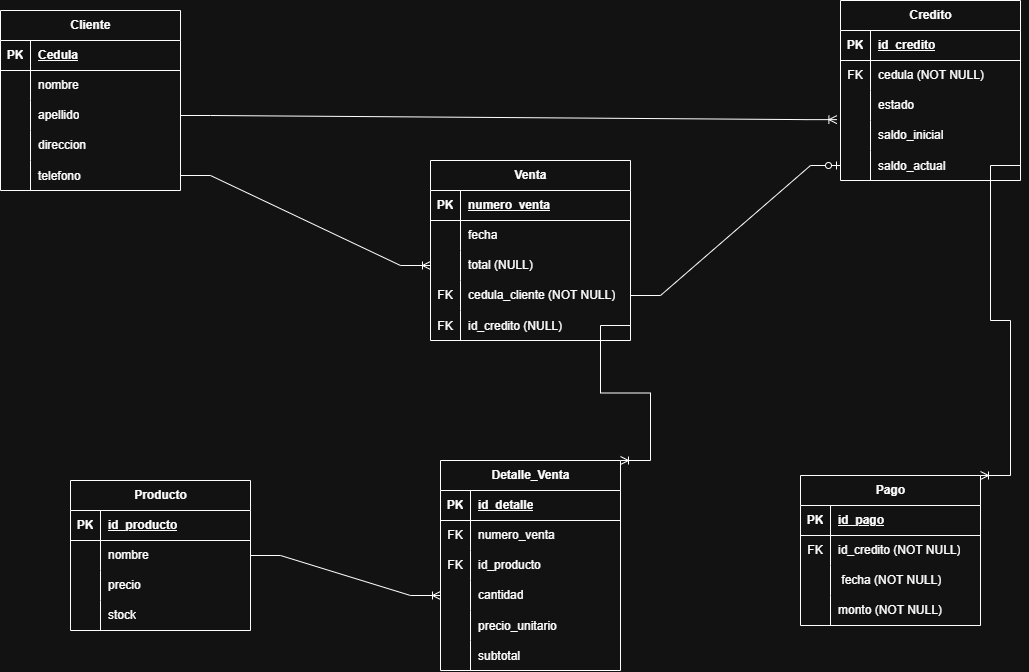 Cliente
PK Cedula
nombre
apellido
direccion
telefono
Credito
PK id_credito
FK cedula (NOT NULL)
estado
saldo_inicial
saldo_actual
Venta
PK numero_venta
fecha
total (NULL)
FK cedula_cliente (NOT NULL)
FK id_credito (NULL)
Producto
PK id_producto
nombre
precio
stock
Detalle_Venta
PK id_detalle
FK numero_venta
FK id_producto
cantidad
precio_unitario
subtotal
Pago
PK id_pago
FK id_credito (NOT NULL)
fecha (NOT NULL)
monto (NOT NULL)